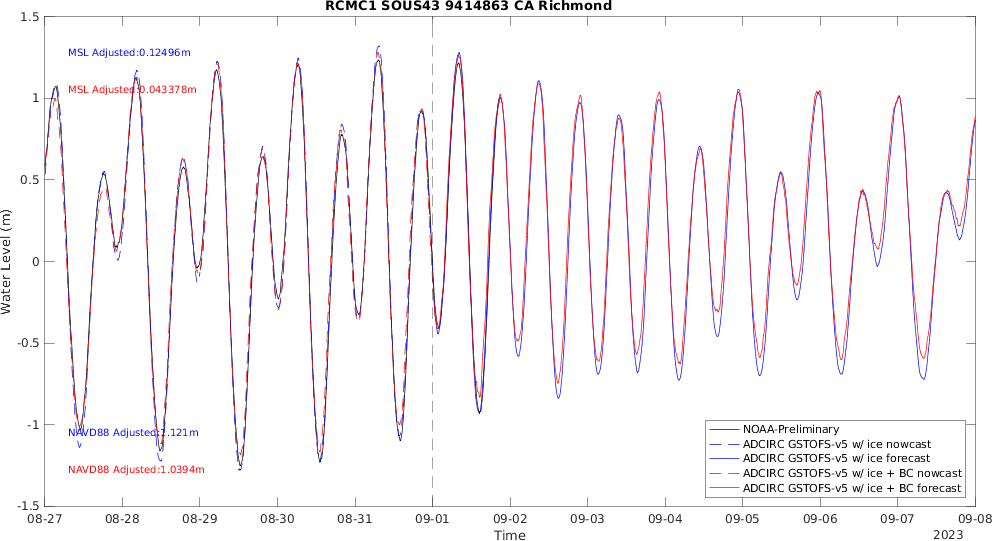 RCMC1 SOUS43 9414863 CA Richmond
1.5
MSL Adjusted:0.12496m
MSL Adjusted:0.043378m
1
0.5
0
Water Level (m)
-0.5
-1
NAVD88 Adjusted:1.121m
NAVD88 Adjusted:1.0394m
-1.5
NOAA-Preliminary
ADCIRC GSTOFS-v5 w/ ice nowcast
ADCIRC GSTOFS-v5 w/ ice forecast
ADCIRC GSTOFS-v5 w/ ice + BC nowcast
ADCIRC GSTOFS-v5 w/ ice + BC forecast
08-27 08-28 08-29 08-30 08-31 09-01 09-02 09-03 09-04 09-05 09-06 09-07 09-08
Time
2023